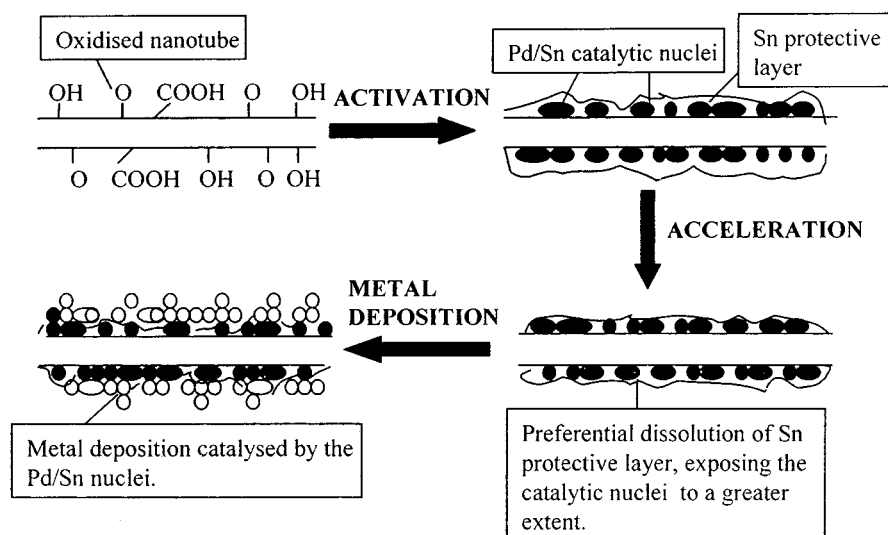 Oxidised nanotube
OH O COOH O OH
O COOH OH O OH
ACTIVATION
Pd/Sn catalytic nuclei
Sn protective
layer
ACCELERATION
METAL
DEPOSITION
Metal deposition catalysed by the
Pd/Sn nuclei.
Preferential dissolution of Sn
protective layer, exposing the
catalytic nuclei to a greater
extent.